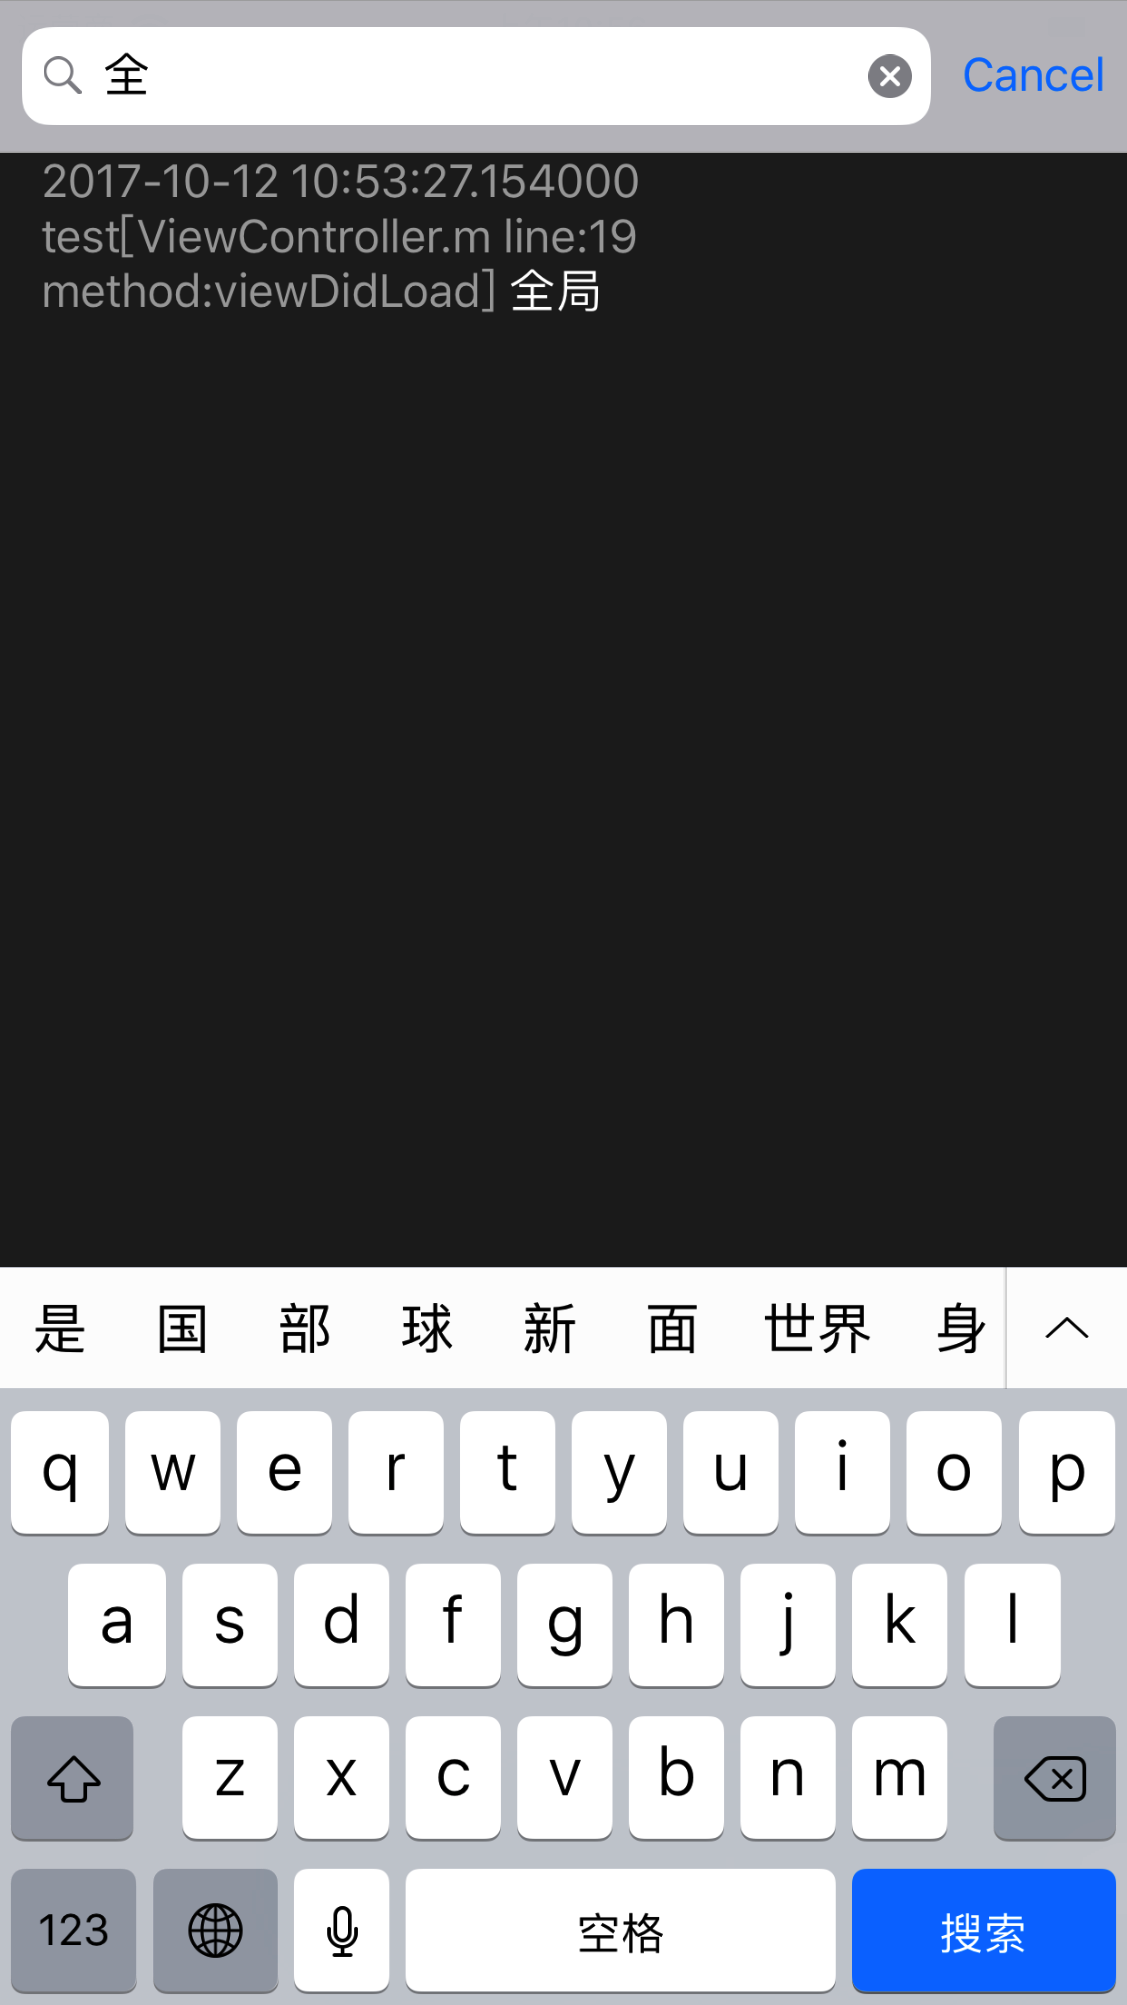 全
Cancel
2017-10-12 10:53:27.154000
test[ViewController.m line:19
method:viewDidLoad] 全局
是 国 部 球 新 面 世界 身
q w e r t y u i o p
a s d f g h j k l
z x c v b n m
123 空格 搜索